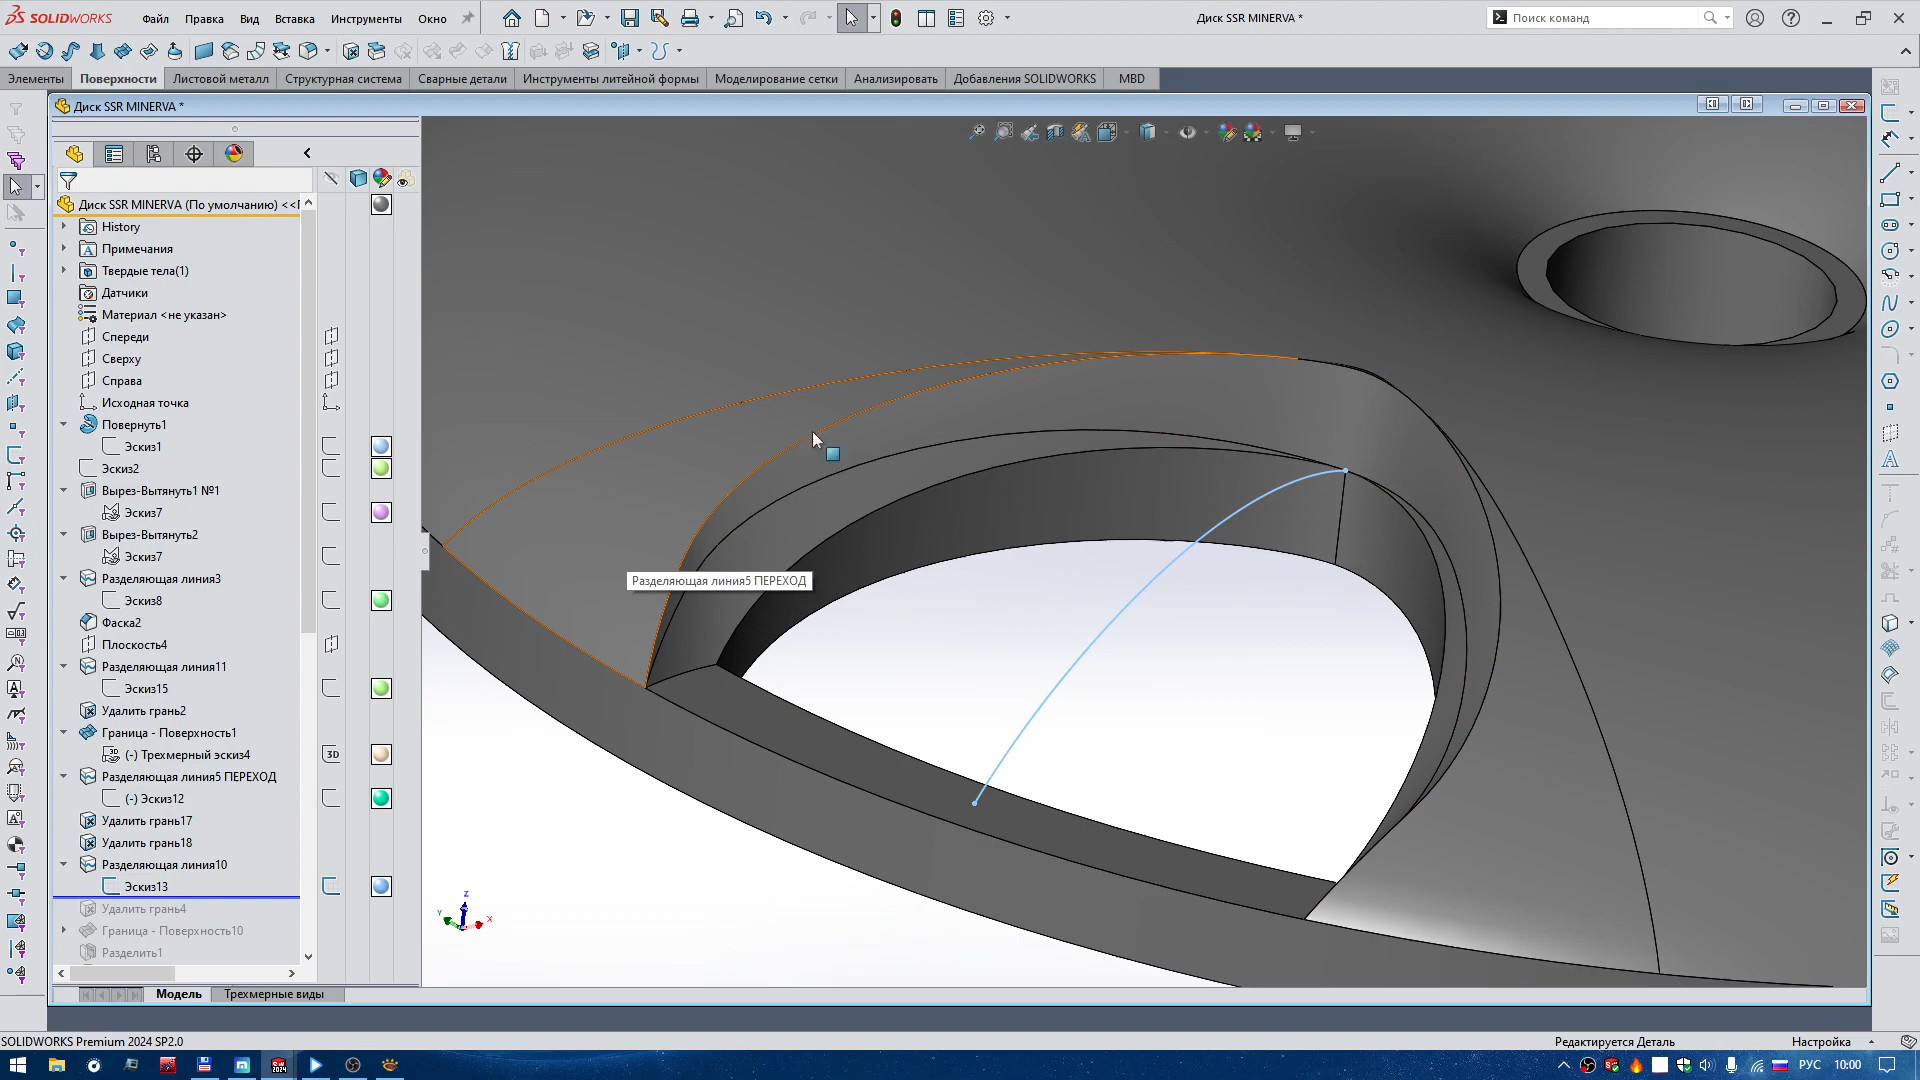 SOLIDWORKS
Файл Правка Вид Вставка Инструменты Окно
Диск SSR MINERVA *
Поиск команд
Элементы Поверхности Листовой металл Структурная система Сварные детали Инструменты литейной формы Моделирование сетки Анализировать Добавления SOLIDWORKS MBD
Диск SSR MINERVA *
Диск SSR MINERVA (По умолчанию) <<
History
Примечания
Твердые тела(1)
Датчики
Материал <не указан>
Спереди
Сверху
Справа
Исходная точка
Повернуть1
Эскиз1
Эскиз2
Вырез-Вытянуть1 №1
Эскиз7
Вырез-Вытянуть2
Эскиз7
Разделяющая линия3
Эскиз8
Фаска2
Плоскость4
Разделяющая линия11
Эскиз15
Удалить грань2
Граница - Поверхность1
(-) Трехмерный эскиз4
3D
Разделяющая линия5 ПЕРЕХОД
(-) Эскиз12
Удалить грань17
Удалить грань18
Разделяющая линия10
Эскиз13
Удалить грань4
Граница - Поверхность10
Разделить1
Разделяющая линия5 ПЕРЕХОД
Z
Y
X
Модель Трехмерные виды
SOLIDWORKS Premium 2024 SP2.0
Редактируется Деталь
Настройка
РУС 10:00